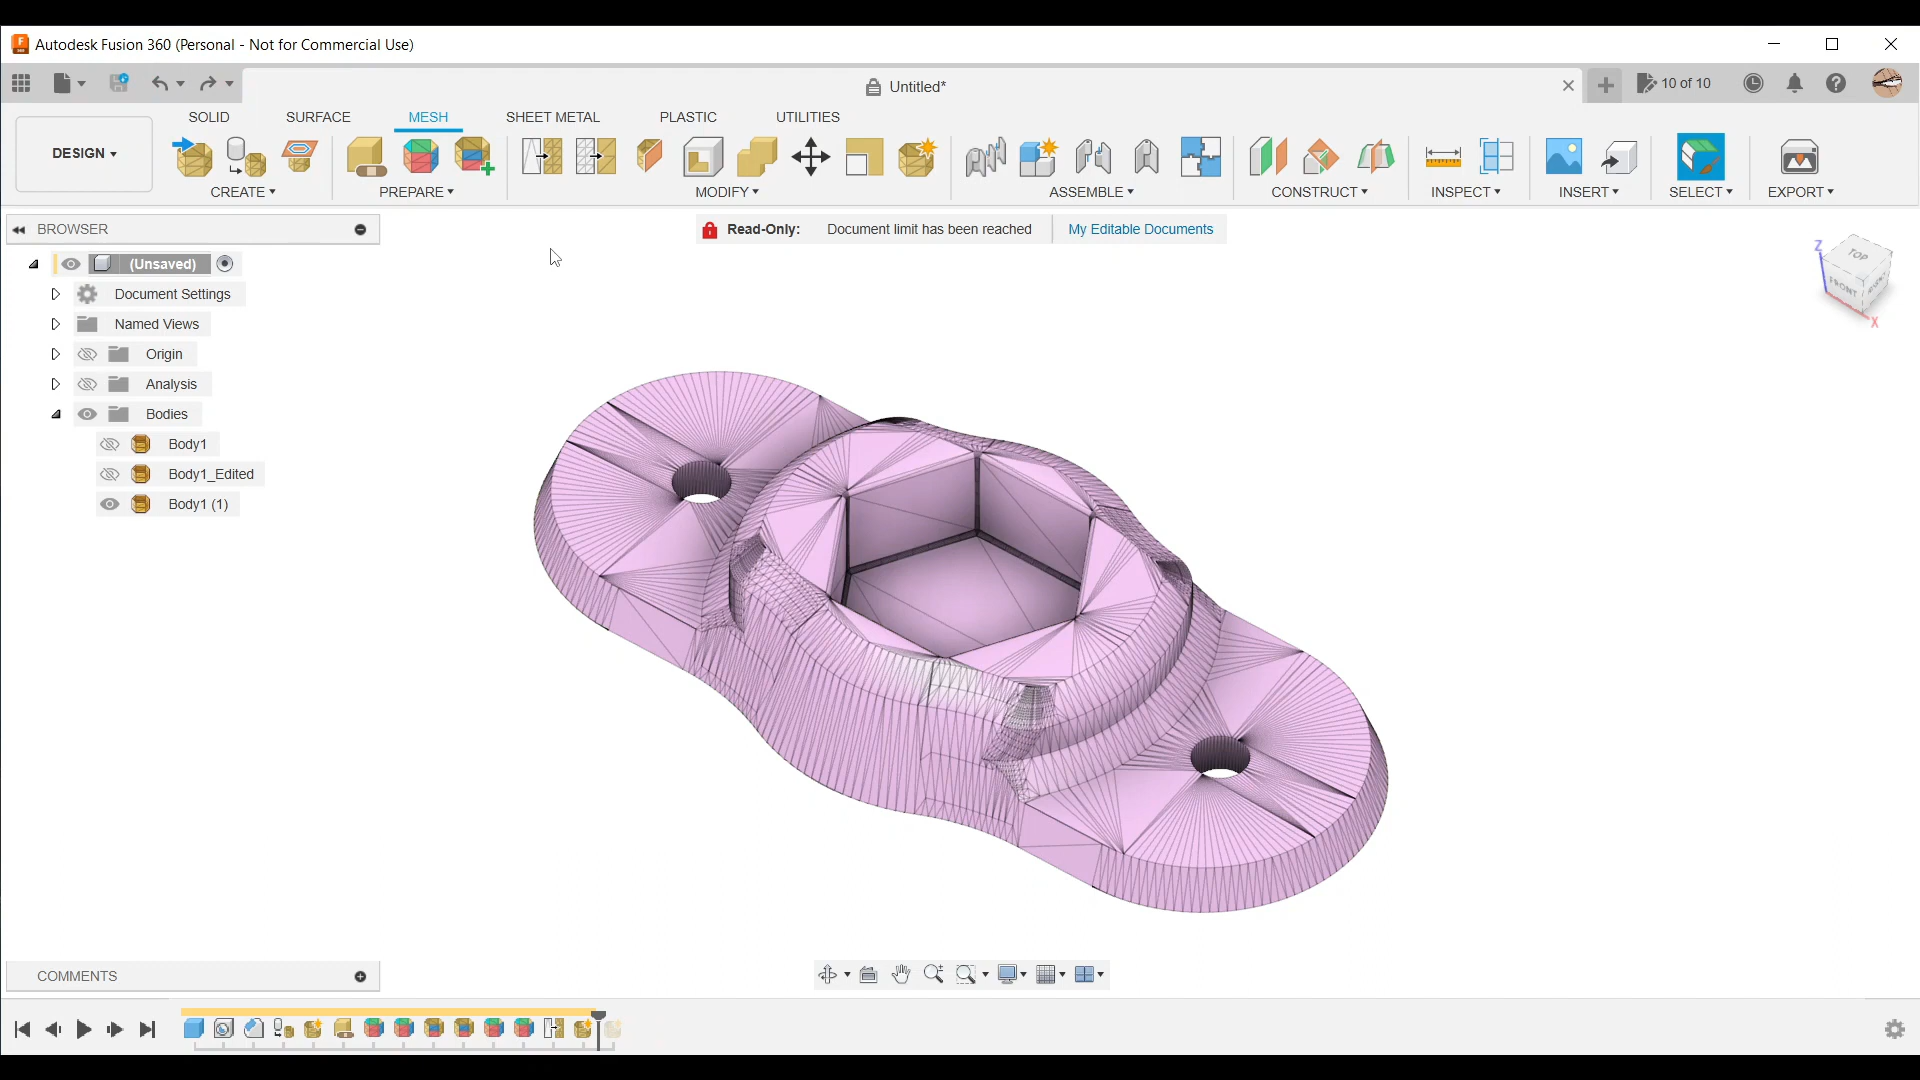 Autodesk Fusion 360 (Personal - Not for Commercial Use)
Untitled*
10 of 10
SOLID SURFACE MESH SHEET METAL PLASTIC UTILITIES
DESIGN
CREATE PREPARE MODIFY ASSEMBLE CONSTRUCT INSPECT INSERT SELECT EXPORT
BROWSER
Read-Only: Document limit has been reached My Editable Documents
(Unsaved)
Document Settings
Named Views
Origin
Analysis
Bodies
Body1
Body1_Edited
Body1 (1)
Z
TOP
FRONT
X
COMMENTS